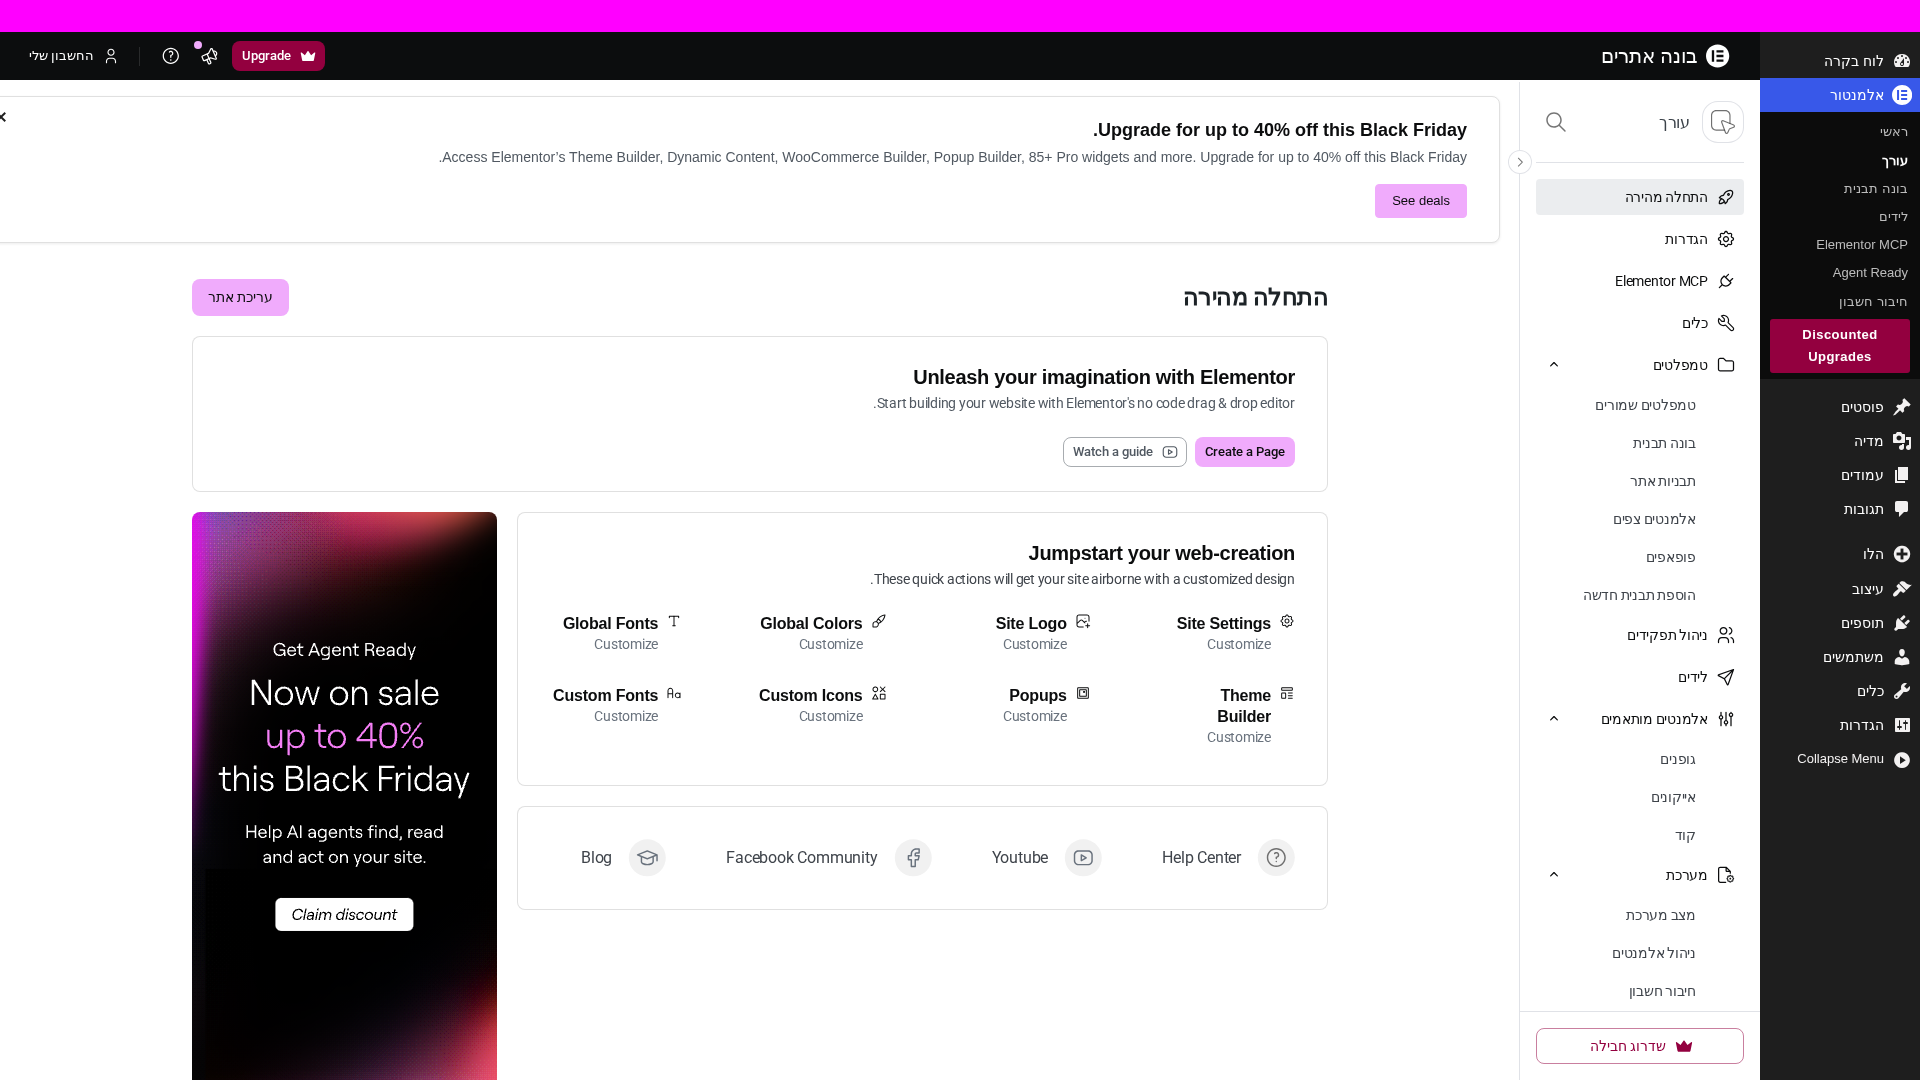 לוח בקרה
אלמנטור
ראשי
עורך
בונה תבנית
לידים
Elementor MCP
Agent Ready
חיבור חשבון
Discounted
Upgrades
פוסטים
מדיה
עמודים
תגובות
הלו
עיצוב
תוספים
משתמשים
כלים
הגדרות
Collapse Menu
בונה אתרים
Upgrade
החשבון שלי
עורך
התחלה מהירה
הגדרות
Elementor MCP
כלים
טמפלטים
טמפלטים שמורים
בונה תבנית
תבניות אתר
אלמנטים צפים
פופאפים
הוספת תבנית חדשה
ניהול תפקידים
לידים
אלמנטים מותאמים
גופנים
אייקונים
קוד
מערכת
מצב מערכת
ניהול אלמנטים
חיבור חשבון
שדרוג חבילה
.Upgrade for up to 40% off this Black Friday
.Access Elementor’s Theme Builder, Dynamic Content, WooCommerce Builder, Popup Builder, 85+ Pro widgets and more. Upgrade for up to 40% off this Black Friday
See deals
התחלה מהירה
עריכת אתר
Unleash your imagination with Elementor
.Start building your website with Elementor's no code drag & drop editor
Create a Page
Watch a guide
Jumpstart your web-creation
.These quick actions will get your site airborne with a customized design
Site Settings
Customize
Site Logo
Customize
Global Colors
Customize
Global Fonts
Customize
Theme
Builder
Customize
Popups
Customize
Custom Icons
Customize
Custom Fonts
Customize
Help Center
Youtube
Facebook Community
Blog
Get Agent Ready
Now on sale
up to 40%
this Black Friday
Help AI agents find, read
and act on your site.
Claim discount